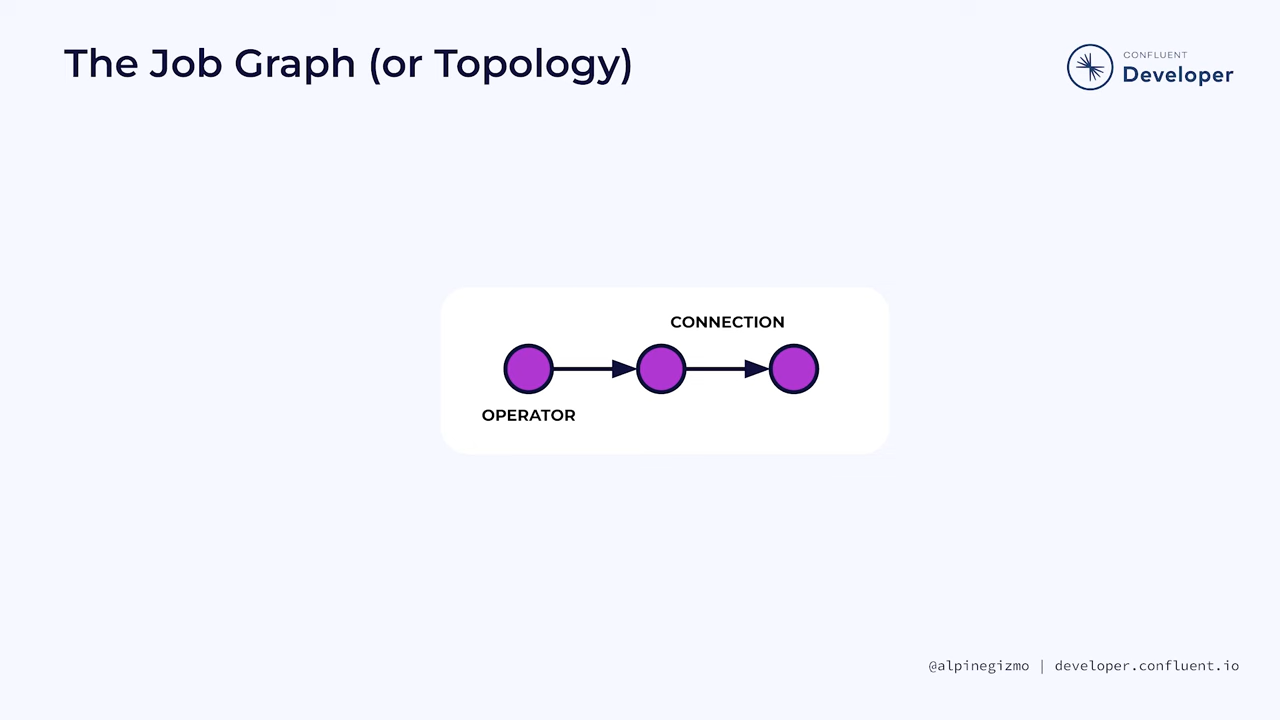 The Job Graph (or Topology)
CONFLUENT
Developer
CONNECTION
OPERATOR
@alpinegizmo | developer.confluent.io